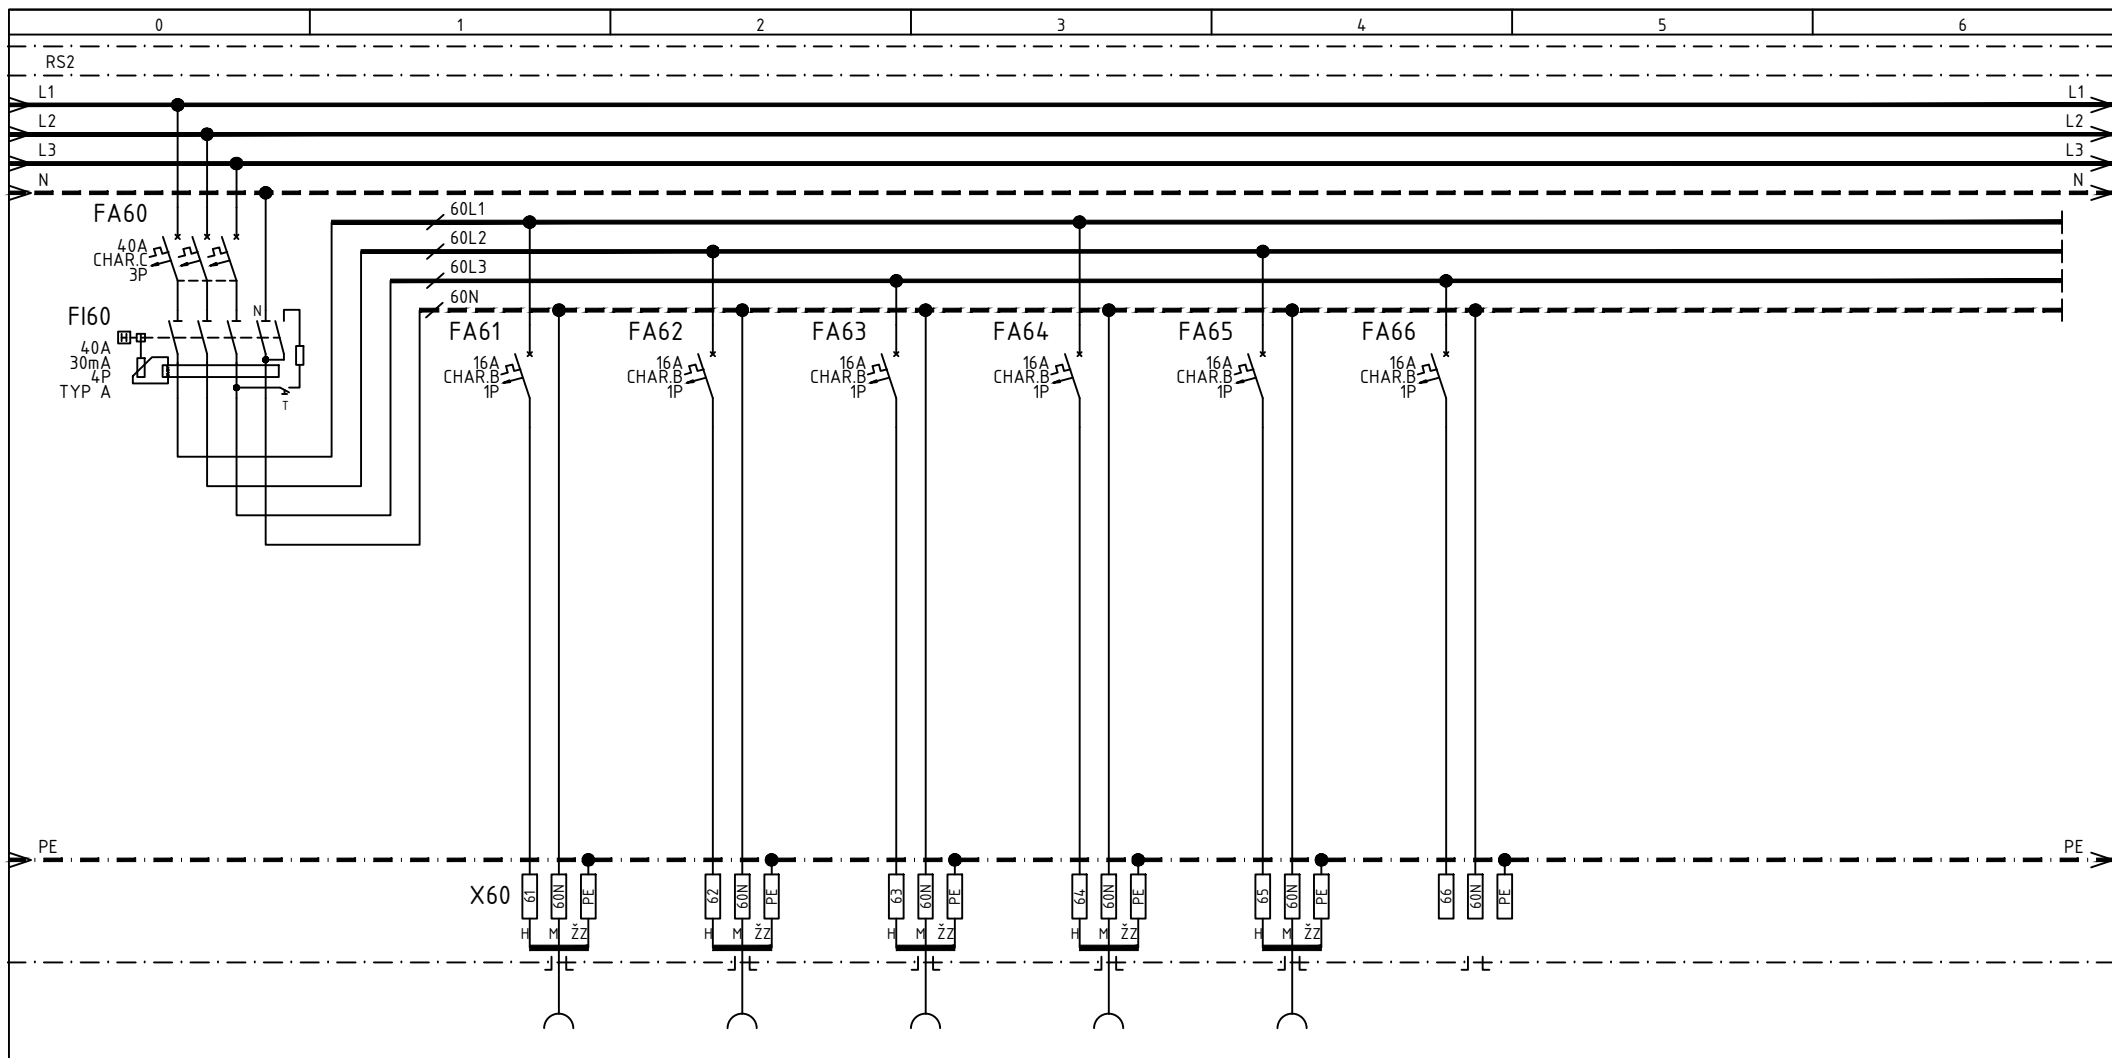 0 1 2 3 4 5 6
RS2
L1 L1
L2 L2
L3 L3
N N
FA60
40A
CHAR.C
3P
60L1
60L2
60L3
60N
FI60
40A
30mA
4P
TYP A
H
N
T
FA61
16A
CHAR.B
1P
FA62
16A
CHAR.B
1P
FA63
16A
CHAR.B
1P
FA64
16A
CHAR.B
1P
FA65
16A
CHAR.B
1P
FA66
16A
CHAR.B
1P
PE PE
X60 61 60N PE 62 60N PE 63 60N PE 64 60N PE 65 60N PE 66 60N PE
H M ŽZ H M ŽZ H M ŽZ H M ŽZ H M ŽZ